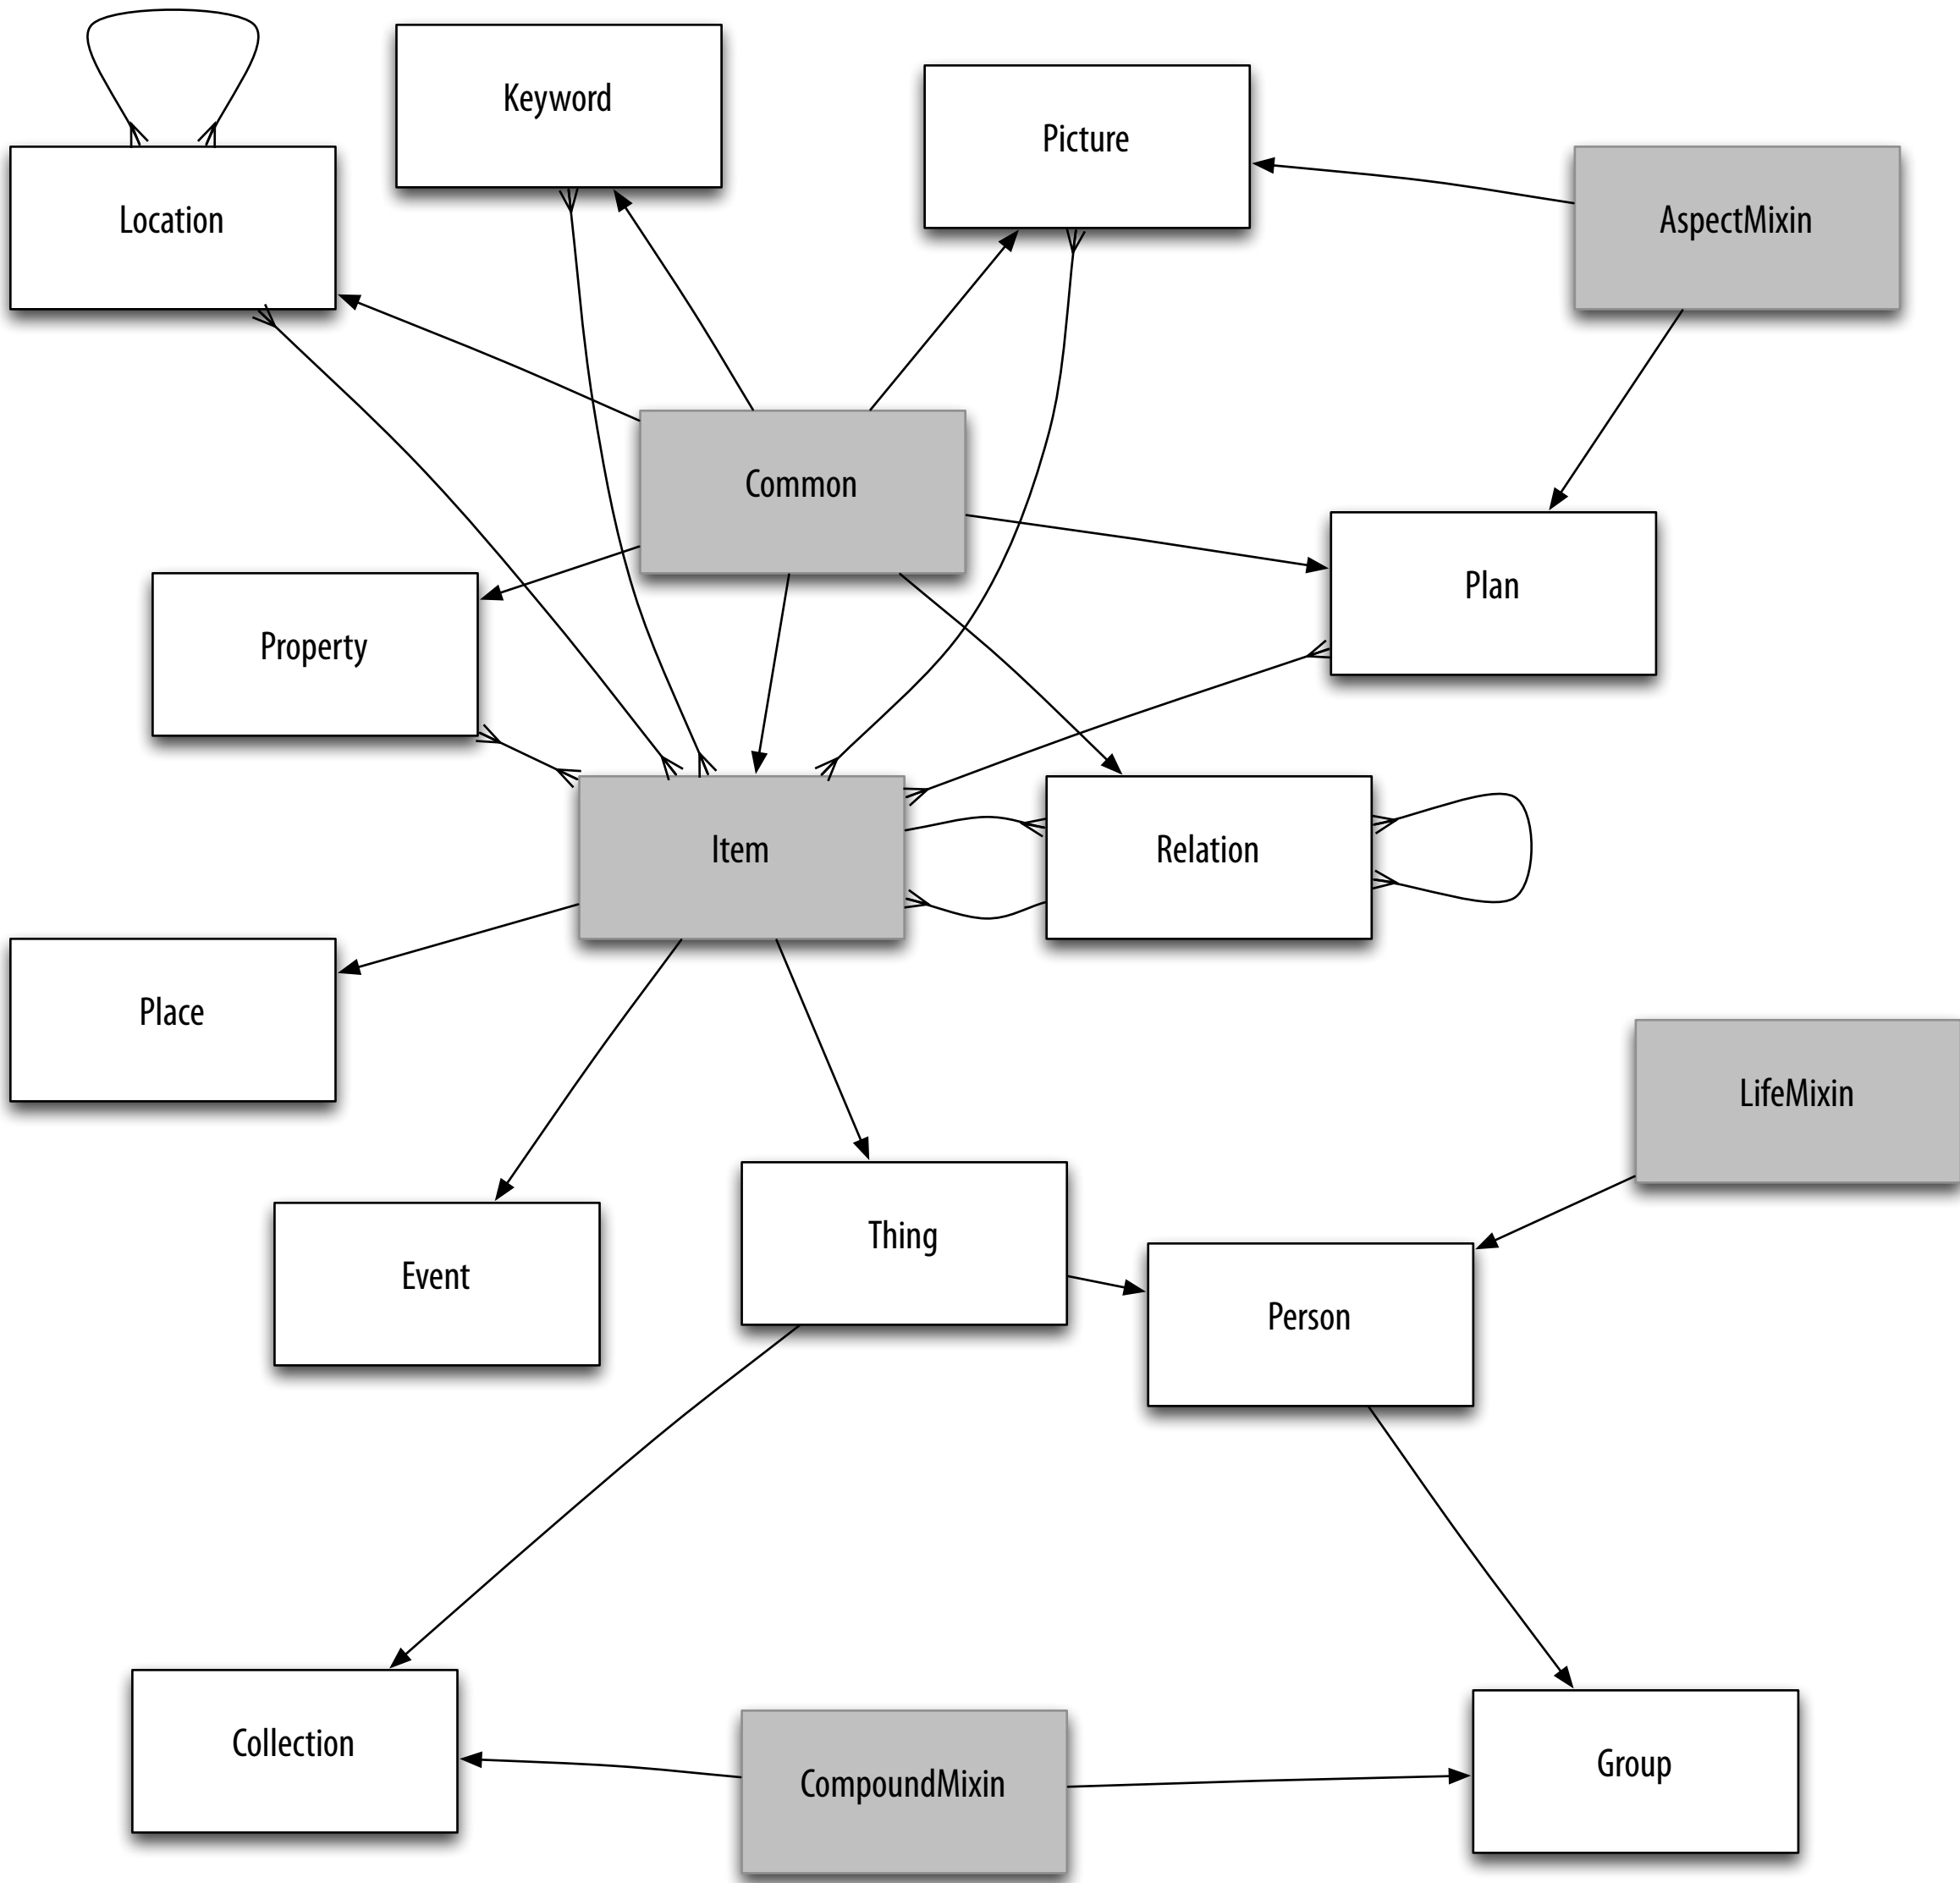 Keyword
Picture
Location
AspectMixin
Common
Plan
Property
Item
Relation
Place
LifeMixin
Thing
Event
Person
Collection
Group
CompoundMixin